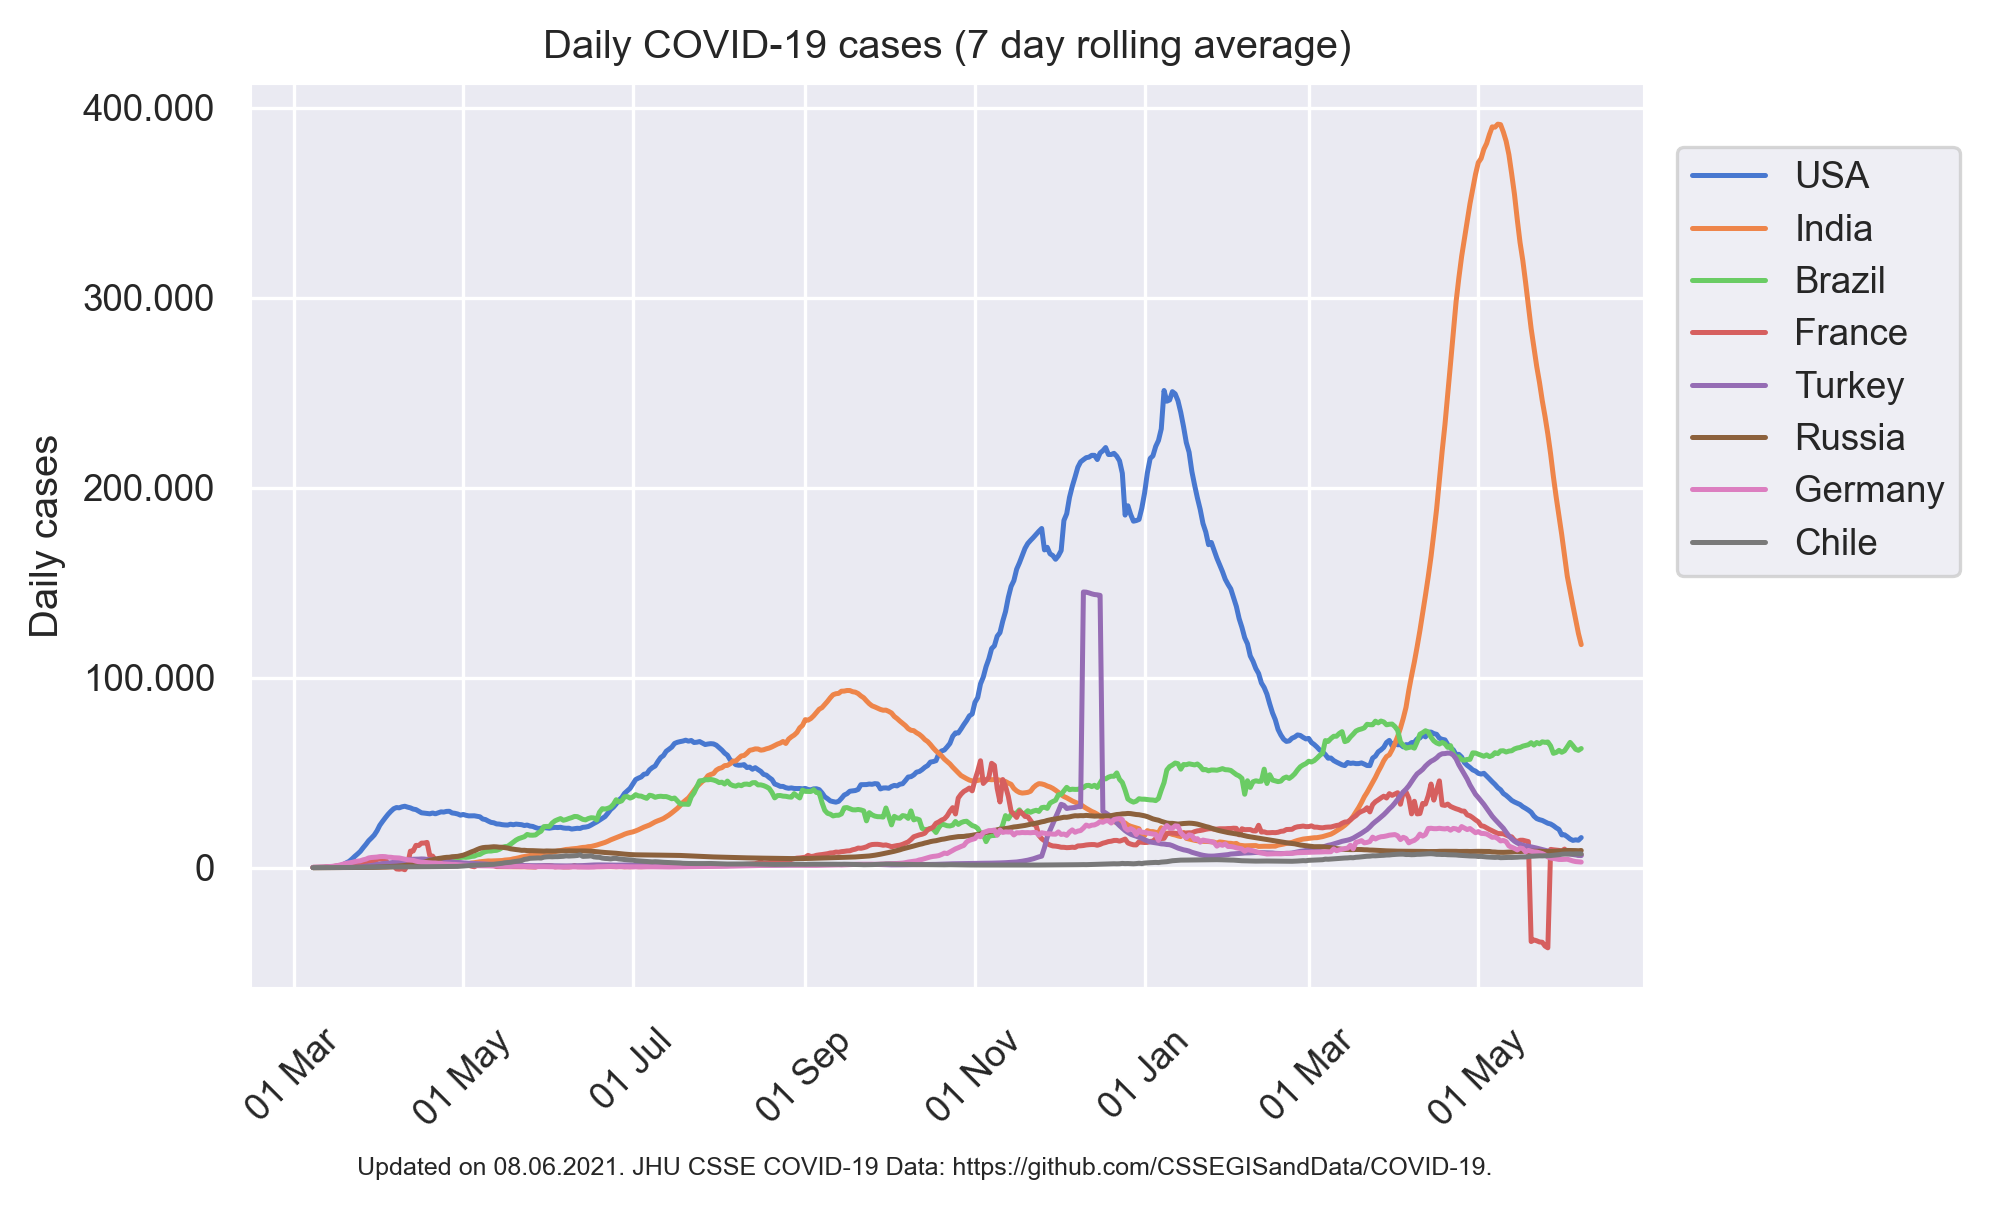 Daily COVID-19 cases (7 day rolling average)
400.000
300.000
200.000
100.000
0
Daily cases
USA
India
Brazil
France
Turkey
Russia
Germany
Chile
01 Mar
01 May
01 Jul
01 Sep
01 Nov
01 Jan
01 Mar
01 May
Updated on 08.06.2021. JHU CSSE COVID-19 Data: https://github.com/CSSEGISandData/COVID-19.